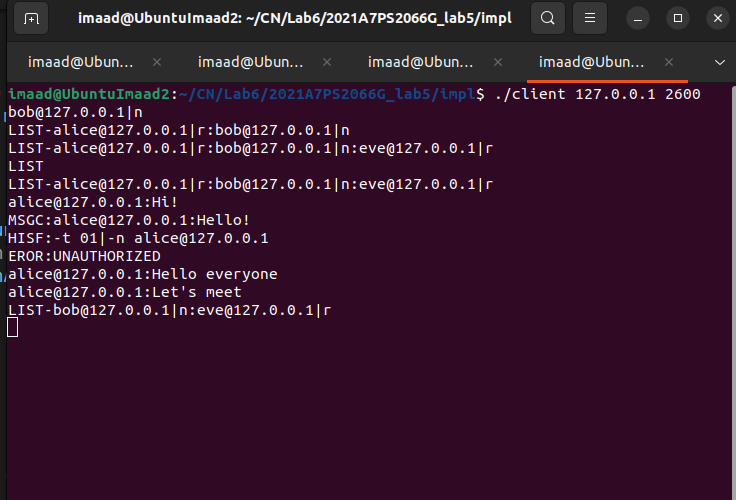 imaad@UbuntuImaad2: ~/CN/Lab6/2021A7PS2066G_lab5/impl
imaad@Ubun... imaad@Ubun... imaad@Ubun... imaad@Ubun...
imaad@UbuntuImaad2:~/CN/Lab6/2021A7PS2066G_lab5/impl$ ./client 127.0.0.1 2600
bob@127.0.0.1|n
LIST-alice@127.0.0.1|r:bob@127.0.0.1|n
LIST-alice@127.0.0.1|r:bob@127.0.0.1|n:eve@127.0.0.1|r
LIST
LIST-alice@127.0.0.1|r:bob@127.0.0.1|n:eve@127.0.0.1|r
alice@127.0.0.1:Hi!
MSGC:alice@127.0.0.1:Hello!
HISF:-t 01|-n alice@127.0.0.1
EROR:UNAUTHORIZED
alice@127.0.0.1:Hello everyone
alice@127.0.0.1:Let's meet
LIST-bob@127.0.0.1|n:eve@127.0.0.1|r